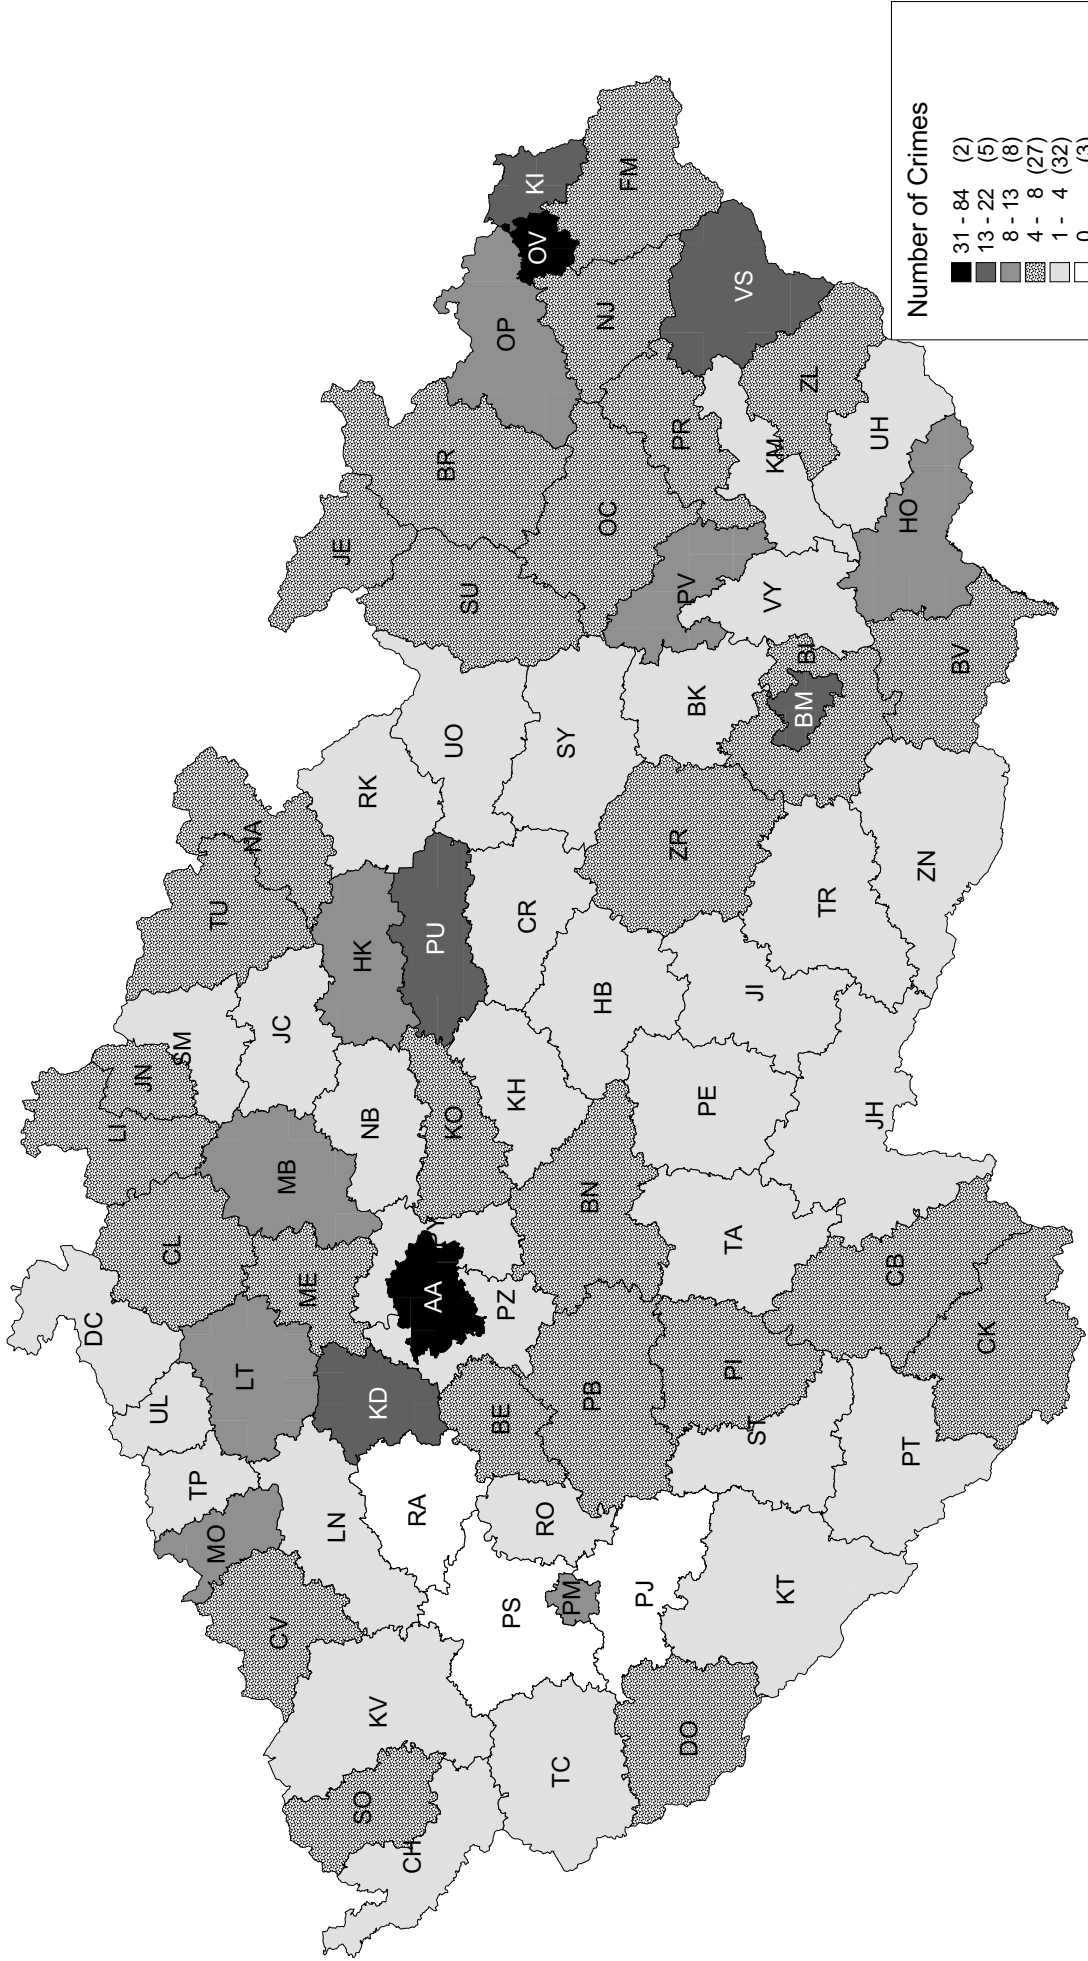 DC
LI
JN
UL
CL
SM
TP
MO
TU
LT
NA
CV
JC
MB
ME
LN
JE
SO
HK
RK
NB
KV
KD
CH
RA
AA
PU
BR
KO
UO
SU
BE
PZ
OP
PS
KH
CR
KI
OV
RO
TC
SY
PM
BN
PB
HB
NJ
OC
FM
PJ
ZR
PR
PV
DO
BK
PE
PI
TA
VS
ST
JI
VY
KM
KT
BM
ZL
TR
JH
UH
CB
HO
PT
ZN
BV
CK
Number of Crimes
31 - 84 (2)
13 - 22 (5)
8 - 13 (8)
4 - 8 (27)
1 - 4 (32)
0 (3)